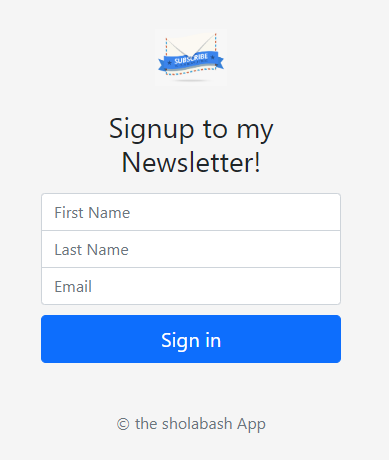 SUBSCRIBE
Signup to my
Newsletter!
First Name
Last Name
Email
Sign in
© the sholabash App